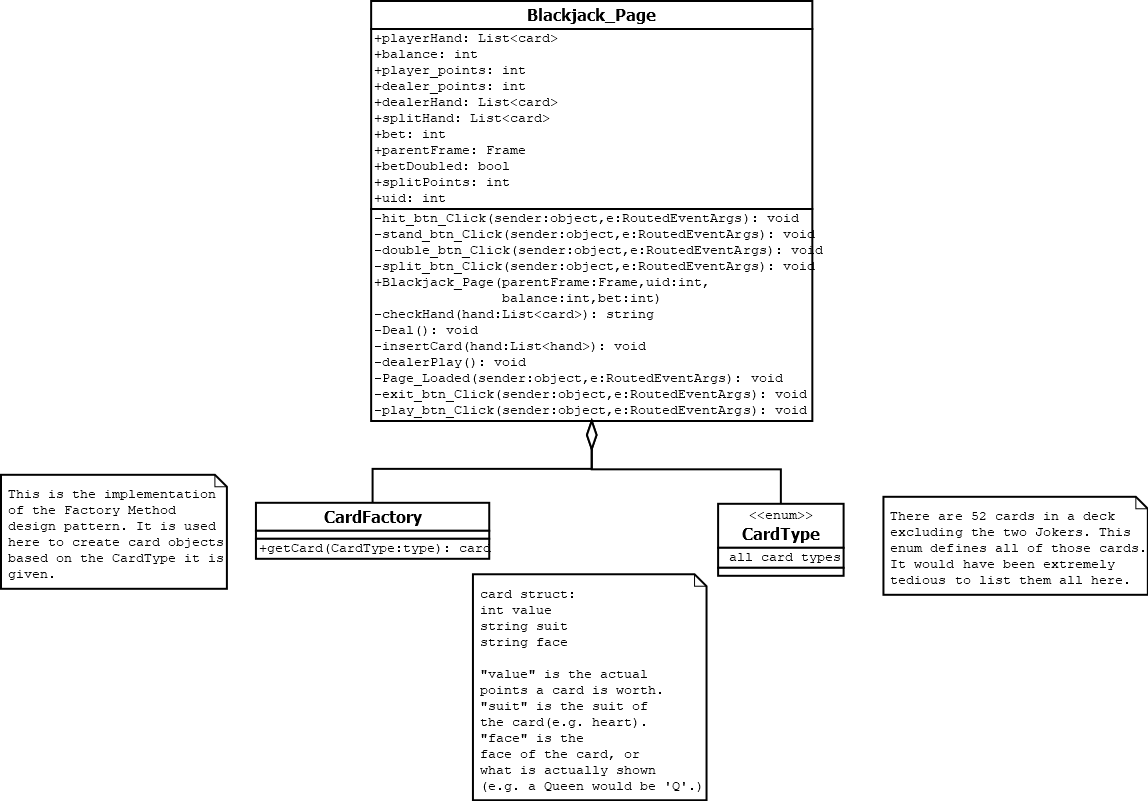 Blackjack_Page
+playerHand: List<card>
+balance: int
+player_points: int
+dealer_points: int
+dealerHand: List<card>
+splitHand: List<card>
+bet: int
+parentFrame: Frame
+betDoubled: bool
+splitPoints: int
+uid: int
-hit_btn_Click(sender:object,e:RoutedEventArgs): void
-stand_btn_Click(sender:object,e:RoutedEventArgs): void
-double_btn_Click(sender:object,e:RoutedEventArgs): void
-split_btn_Click(sender:object,e:RoutedEventArgs): void
+Blackjack_Page(parentFrame:Frame,uid:int,
balance:int,bet:int)
-checkHand(hand:List<card>): string
-Deal(): void
-insertCard(hand:List<hand>): void
-dealerPlay(): void
-Page_Loaded(sender:object,e:RoutedEventArgs): void
-exit_btn_Click(sender:object,e:RoutedEventArgs): void
-play_btn_Click(sender:object,e:RoutedEventArgs): void
This is the implementation
of the Factory Method
design pattern. It is used
here to create card objects
based on the CardType it is
given.
CardFactory
+getCard(CardType:type): card
<<enum>>
CardType
all card types
There are 52 cards in a deck
excluding the two Jokers. This
enum defines all of those cards.
It would have been extremely
tedious to list them all here.
card struct:
int value
string suit
string face
"value" is the actual
points a card is worth.
"suit" is the suit of
the card(e.g. heart).
"face" is the
face of the card, or
what is actually shown
(e.g. a Queen would be 'Q'.)